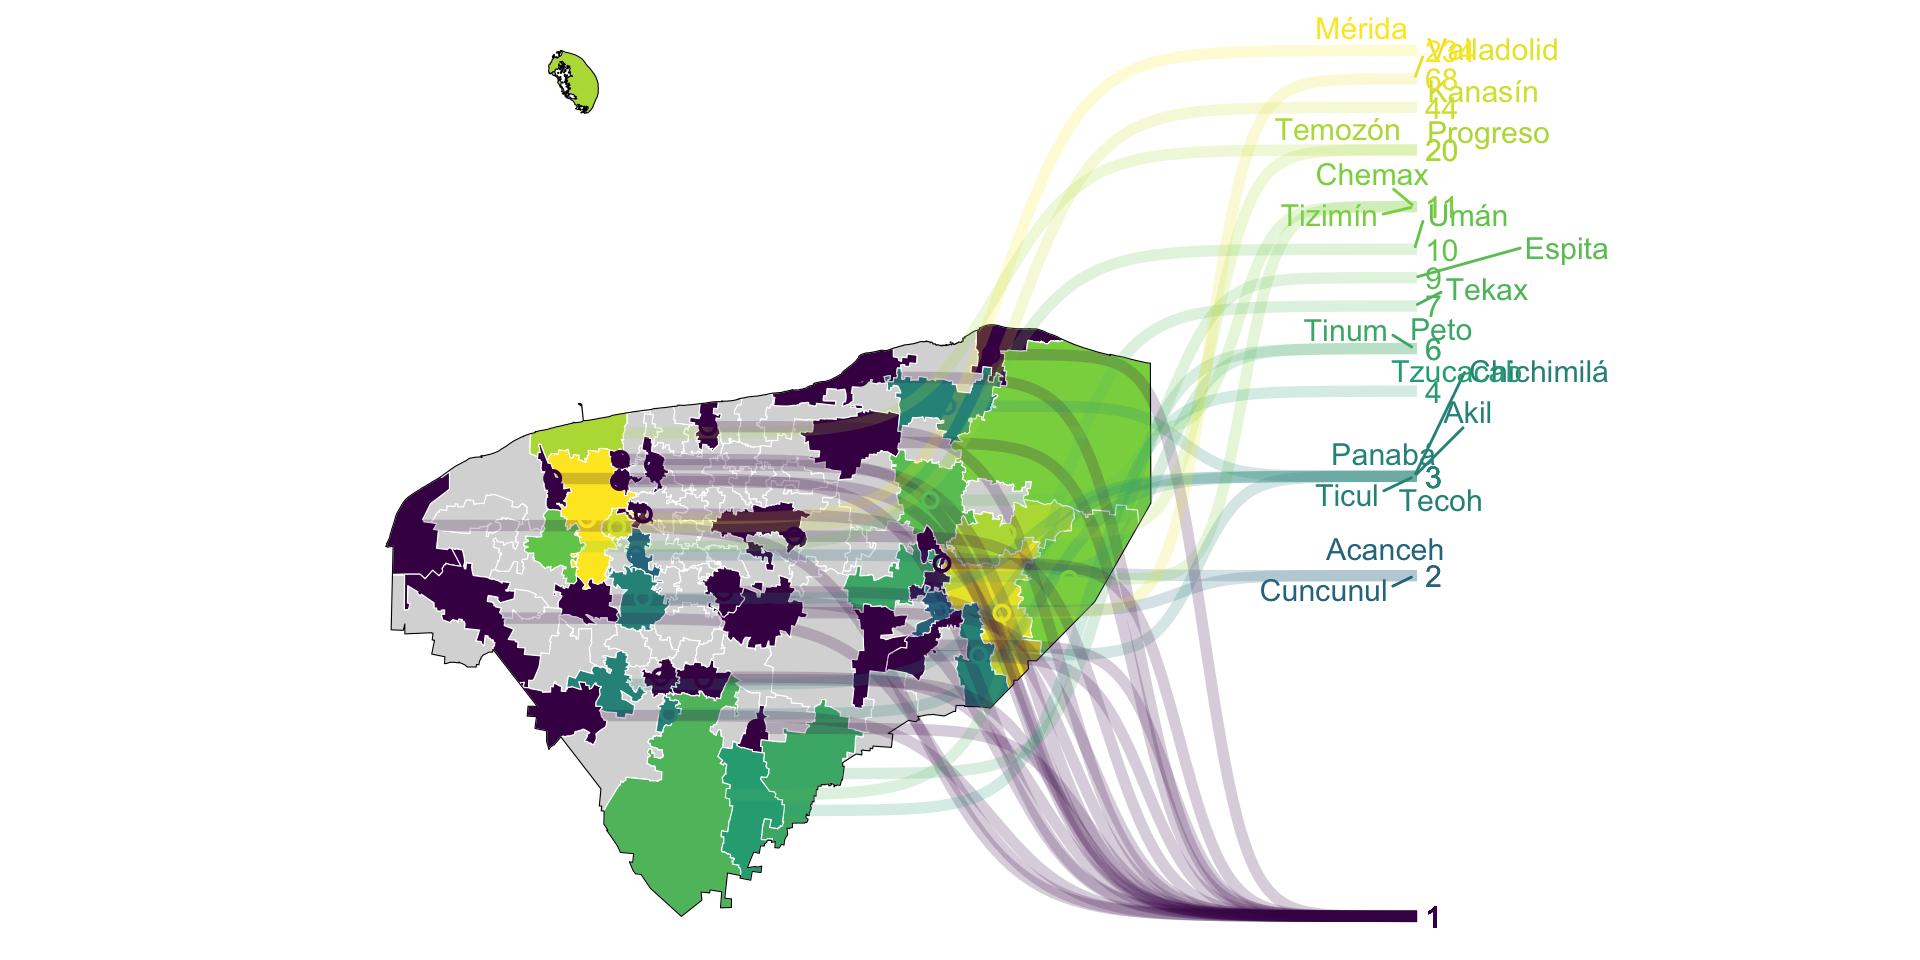 Mérida
234 Valladolid
68
Kanasín
44
Temozón Progreso
20
Chemax
11
Tizimín Umán
10
Espita
9
Tekax
7
Tinum Peto
6
Tzucacab Chichimilá
4
Akil
Panabá
3
Ticul Tecoh
Acanceh
2
Cuncunul
1